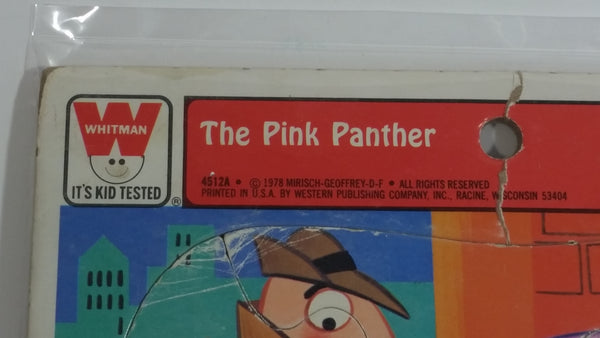 WHITMAN
IT'S KID TESTED ®
The Pink Panther
4512A • © 1978 MIRISCH-GEOFFREY-D-F • ALL RIGHTS RESERVED
PRINTED IN U.S.A. BY WESTERN PUBLISHING COMPANY, INC., RACINE, WISCONSIN 53404